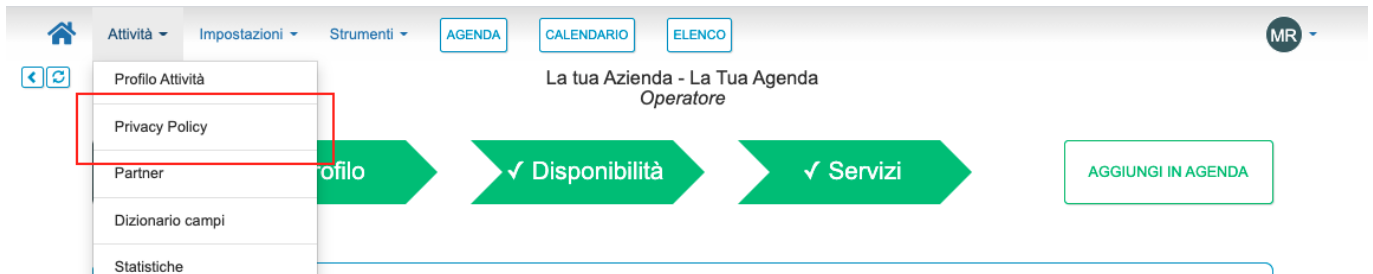 Attività Impostazioni Strumenti AGENDA CALENDARIO ELENCO MR
Profilo Attività
La tua Azienda - La Tua Agenda
Operatore
Privacy Policy
Partner
ofilo ✓ Disponibilità ✓ Servizi AGGIUNGI IN AGENDA
Dizionario campi
Statistiche